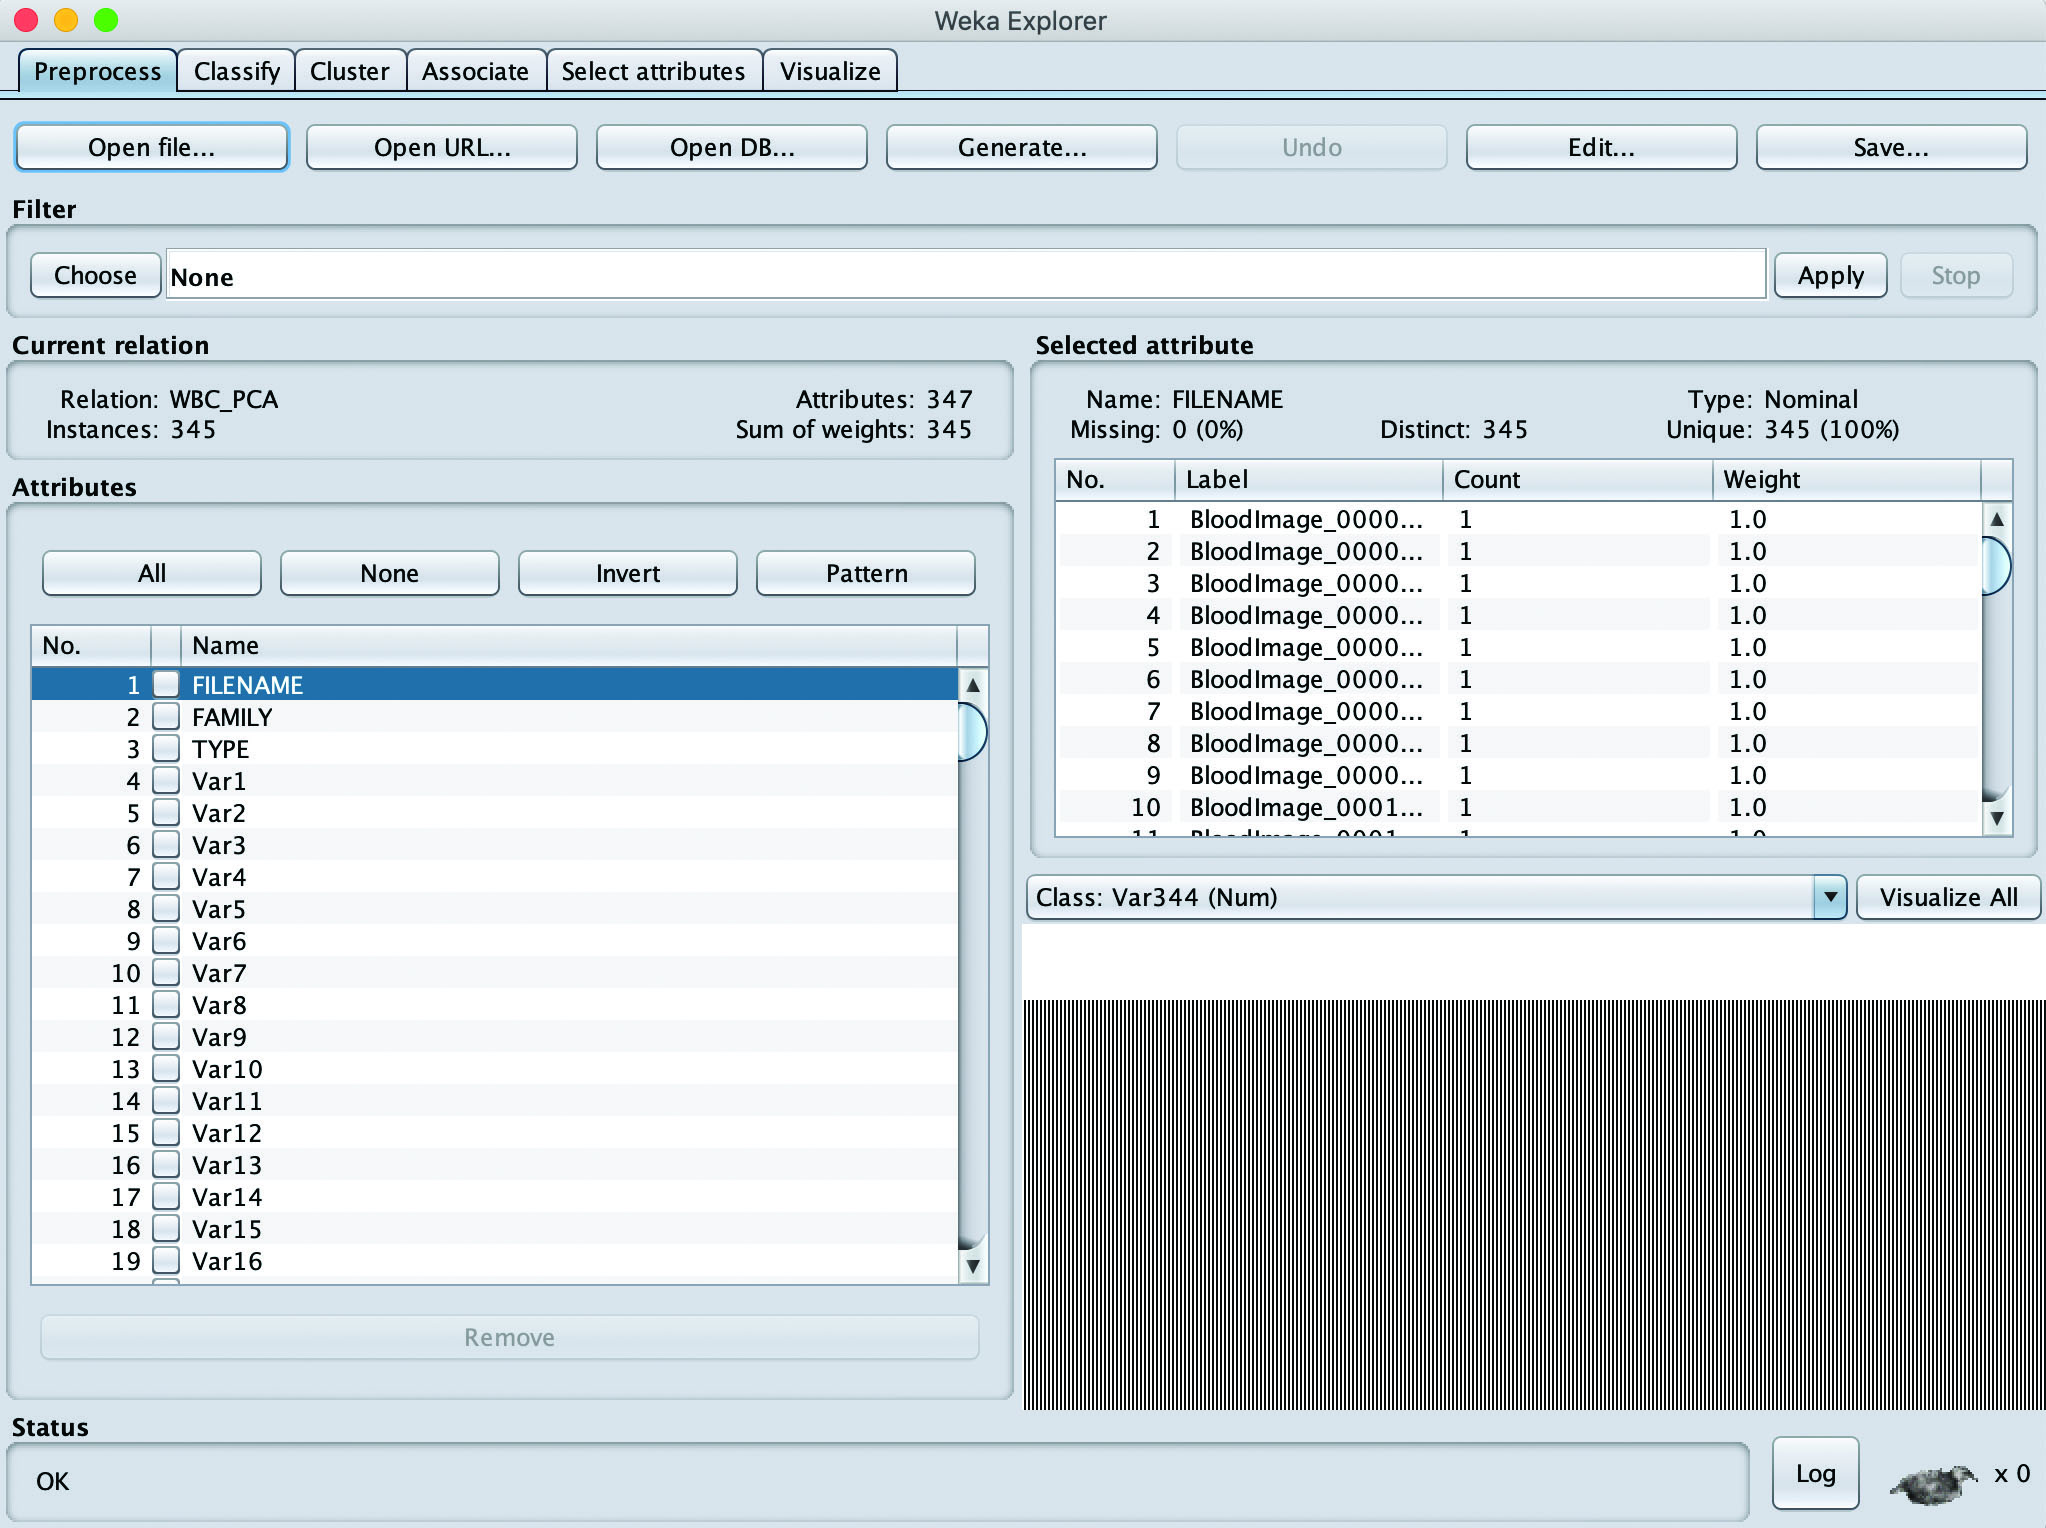 Weka Explorer
Preprocess Classify Cluster Associate Select attributes Visualize
Open file... Open URL... Open DB... Generate... Undo Edit... Save...
Filter
Choose None Apply Stop
Current relation
Relation: WBC_PCA Attributes: 347
Instances: 345 Sum of weights: 345
Attributes
All None Invert Pattern
No. Name
1 FILENAME
2 FAMILY
3 TYPE
4 Var1
5 Var2
6 Var3
7 Var4
8 Var5
9 Var6
10 Var7
11 Var8
12 Var9
13 Var10
14 Var11
15 Var12
16 Var13
17 Var14
18 Var15
19 Var16
Remove
Selected attribute
Name: FILENAME Type: Nominal
Missing: 0 (0%) Distinct: 345 Unique: 345 (100%)
No. Label Count Weight
1 BloodImage_0000... 1 1.0
2 BloodImage_0000... 1 1.0
3 BloodImage_0000... 1 1.0
4 BloodImage_0000... 1 1.0
5 BloodImage_0000... 1 1.0
6 BloodImage_0000... 1 1.0
7 BloodImage_0000... 1 1.0
8 BloodImage_0000... 1 1.0
9 BloodImage_0000... 1 1.0
10 BloodImage_0001... 1 1.0
Class: Var344 (Num) Visualize All
Status
OK
Log x 0